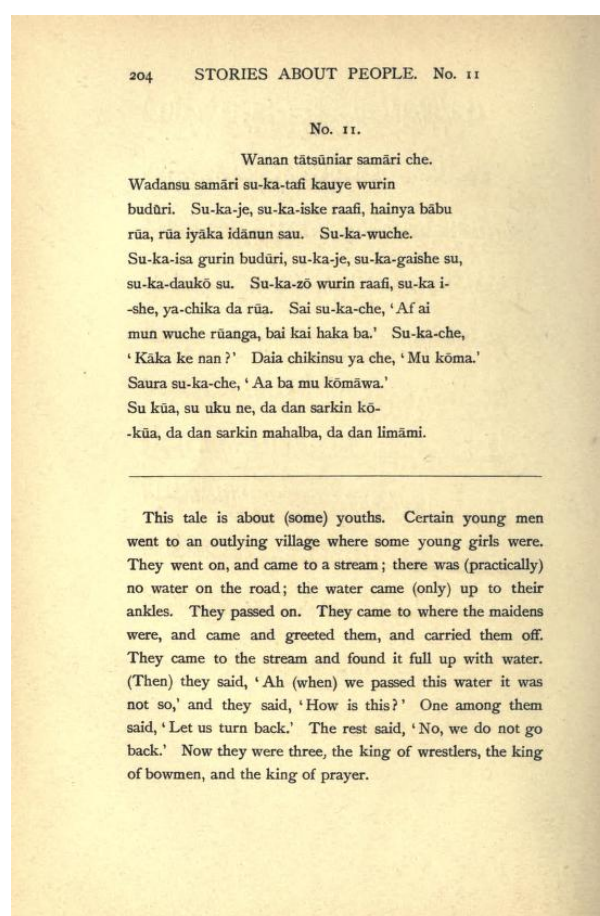 204 STORIES ABOUT PEOPLE. No. 11
No. 11.
Wanan tātsūniar samāri che.
Wadansu samāri su-ka-tafi kauye wurin
budūri. Su-ka-je, su-ka-iske raafi, hainya bābu
rūa, rūa iyāka idānun sau. Su-ka-wuche.
Su-ka-isa gurin budūri, su-ka-je, su-ka-gaishe su,
su-ka-daukō su. Su-ka-zō wurin raafi, su-ka i-
-she, ya-chika da rūa. Sai su-ka-che, ‘Af ai
mun wuche rūanga, bai kai haka ba.’ Su-ka-che,
‘Kāka ke nan?’ Daia chikinsu ya che, ‘Mu kōma.’
Saura su-ka-che, ‘Aa ba mu kōmāwa.’
Su kūa, su uku ne, da dan sarkin kō-
-kūa, da dan sarkin mahalba, da dan limāmi.
This tale is about (some) youths. Certain young men
went to an outlying village where some young girls were.
They went on, and came to a stream; there was (practically)
no water on the road; the water came (only) up to their
ankles. They passed on. They came to where the maidens
were, and came and greeted them, and carried them off.
They came to the stream and found it full up with water.
(Then) they said, ‘Ah (when) we passed this water it was
not so,’ and they said, ‘How is this?’ One among them
said, ‘Let us turn back.’ The rest said, ‘No, we do not go
back.’ Now they were three, the king of wrestlers, the king
of bowmen, and the king of prayer.